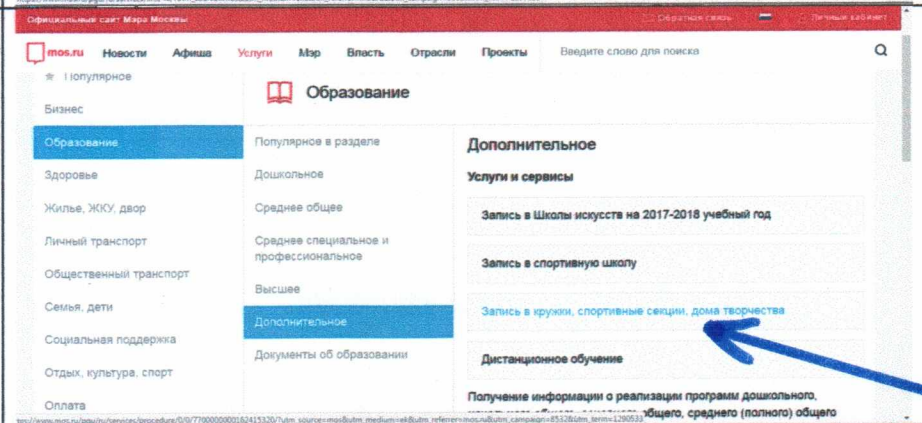 Официальный сайт Мэра Москвы
Обратная связь
Личный кабинет
mos.ru
Новости
Афиша
Услуги
Мэр
Власть
Отрасли
Проекты
Введите слово для поиска
Популярное
Бизнес
Образование
Здоровье
Жилье, ЖКУ, двор
Личный транспорт
Общественный транспорт
Семья, дети
Социальная поддержка
Отдых, культура, спорт
Оплата
Образование
Популярное в разделе
Дошкольное
Среднее общее
Среднее специальное и
профессиональное
Высшее
Дополнительное
Документы об образовании
Дополнительное
Услуги и сервисы
Запись в Школы искусств на 2017-2018 учебный год
Запись в спортивную школу
Запись в кружки, спортивные секции, дома творчества
Дистанционное обучение
Получение информации о реализации программ дошкольного,
общего, среднего (полного) общего